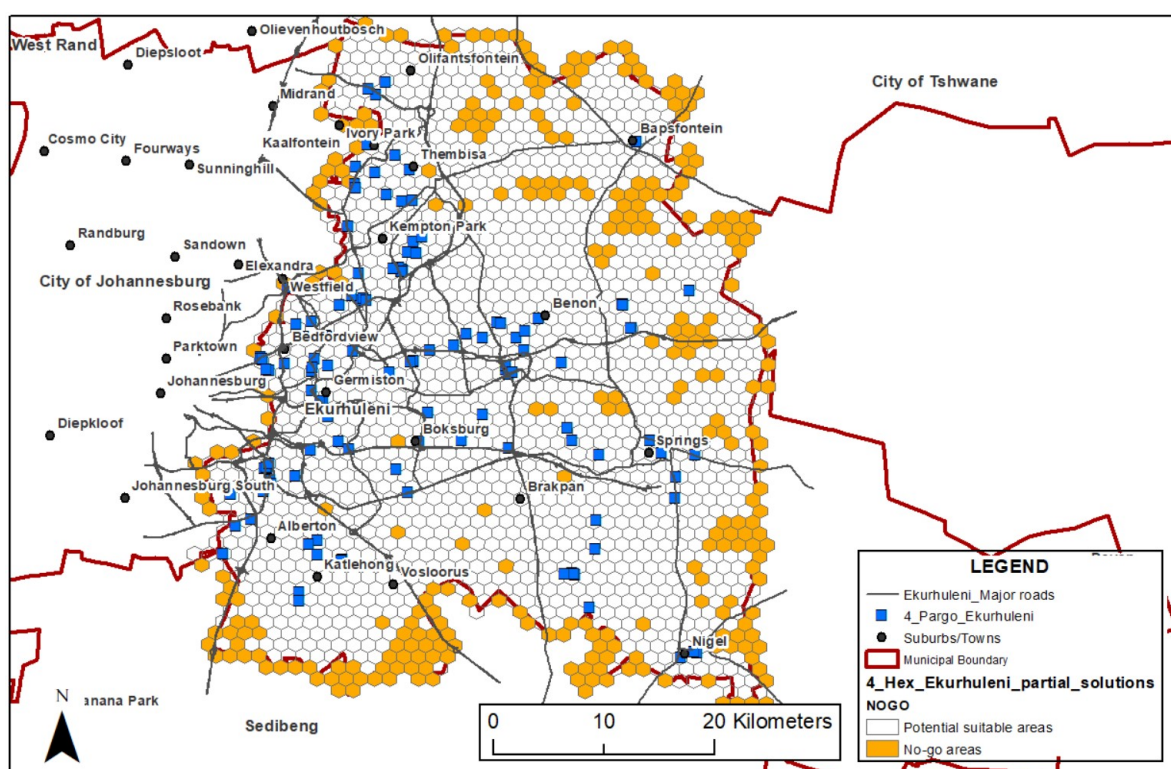 Olievenhoutbosch
West Rand
Diepsloot
Olifantsfontein
City of Tshwane
Midrand
Ivory Park
Bapsfontein
Cosmo City
Fourways
Kaalfontein
Thembisa
Sunninghill
Randburg
Sandown
Kempton Park
Elexandra
City of Johannesburg
Westfield
Rosebank
Benon
Parktown
Bedfordview
Johannesburg
Germiston
Ekurhuleni
Diepkloof
Boksburg
Springs
Johannesburg South
Brakpan
Alberton
Katlehong
Vosloorus
Nigel
N
anana Park
Sedibeng
0 10 20 Kilometers
LEGEND
Ekurhuleni_Major roads
4_Pargo_Ekurhuleni
Suburbs/Towns
Municipal Boundary
4_Hex_Ekurhuleni_partial_solutions
NOGO
Potential suitable areas
No-go areas